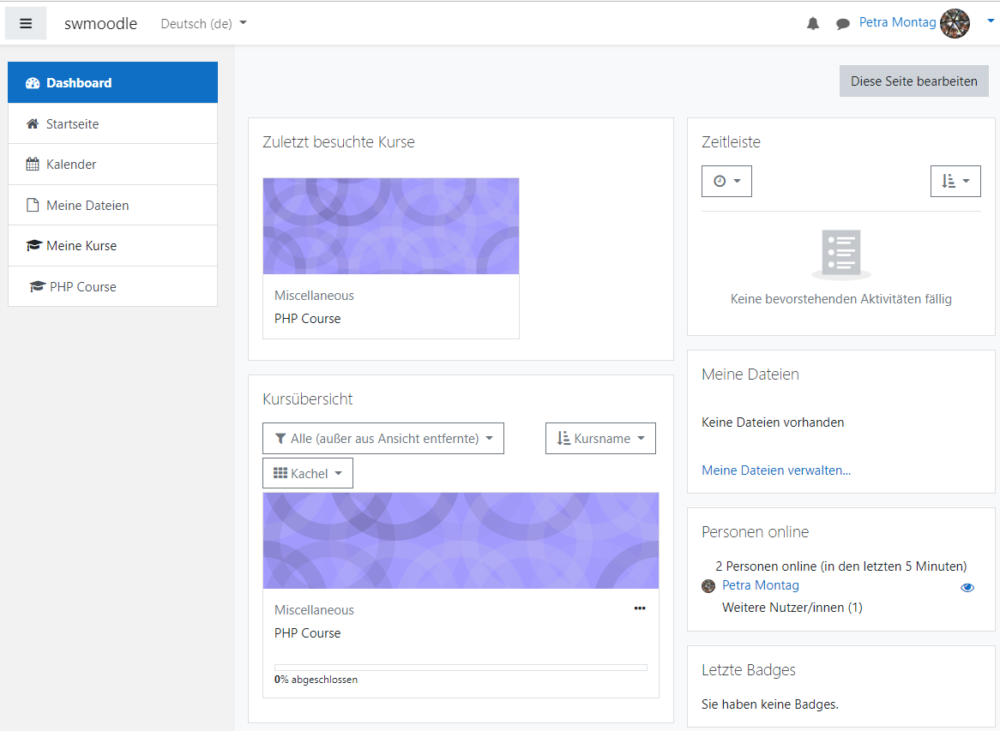 swmoodle
Deutsch (de)
Petra Montag
Dashboard
Startseite
Kalender
Meine Dateien
Meine Kurse
PHP Course
Diese Seite bearbeiten
Zuletzt besuchte Kurse
Miscellaneous
PHP Course
Kursübersicht
Alle (außer aus Ansicht entfernte)
Kursname
Kachel
Miscellaneous
PHP Course
0% abgeschlossen
Zeitleiste
Keine bevorstehenden Aktivitäten fällig
Meine Dateien
Keine Dateien vorhanden
Meine Dateien verwalten...
Personen online
2 Personen online (in den letzten 5 Minuten)
Petra Montag
Weitere Nutzer/innen (1)
Letzte Badges
Sie haben keine Badges.